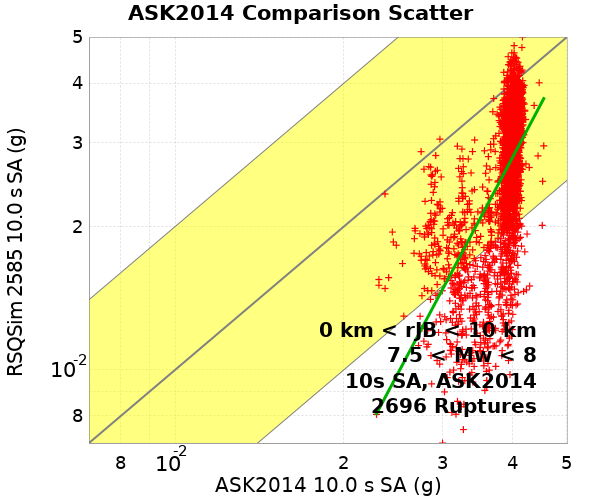 ASK2014 Comparison Scatter
RSQSim 2585 10.0 s SA (g)
5
4
3
2
10-2
8
0 km < rJB < 10 km
7.5 < Mw < 8
10s SA, ASK2014
2696 Ruptures
8 10-2 2 3 4 5
ASK2014 10.0 s SA (g)